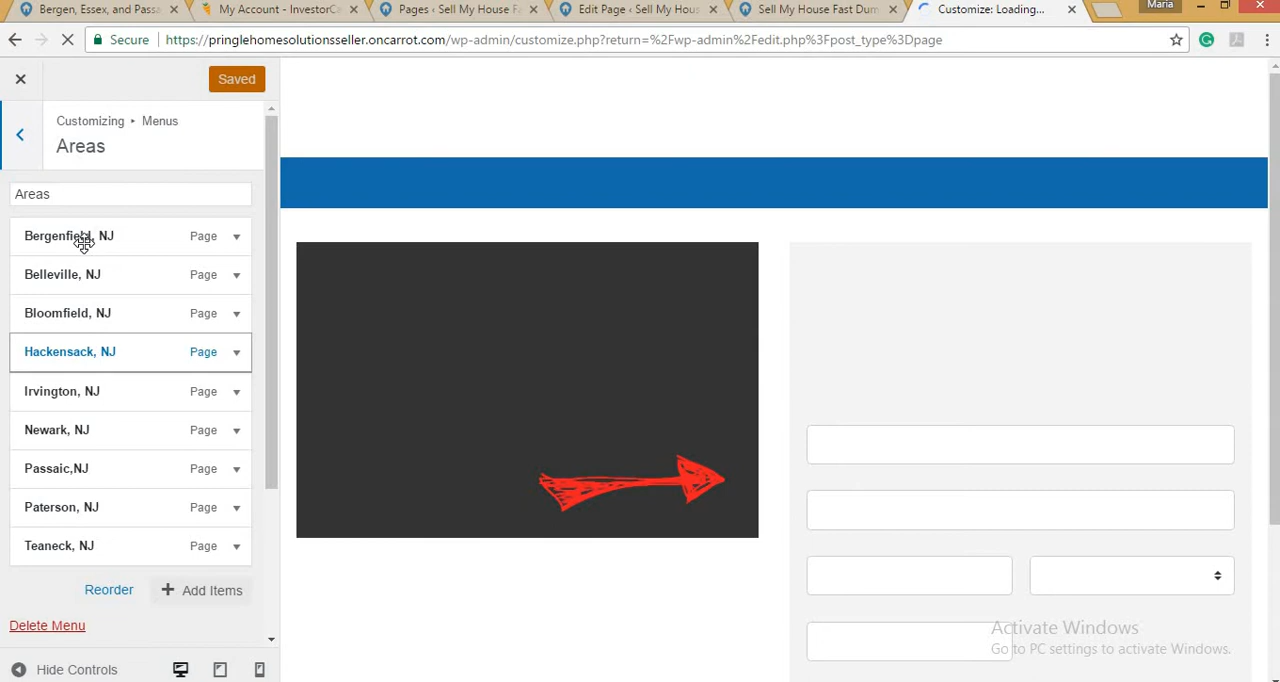 Bergen, Essex, and Passa
My Account - InvestorCa
Pages ‹ Sell My House Fa
Edit Page ‹ Sell My Hous
Sell My House Fast Dum
Customize: Loading...
Maria
Secure
https://pringlehomesolutionsseller.oncarrot.com/wp-admin/customize.php?return=%2Fwp-admin%2Fedit.php%3Fpost_type%3Dpage
Saved
Customizing ▸ Menus
Areas
Areas
Bergenfield, NJ Page
Belleville, NJ Page
Bloomfield, NJ Page
Hackensack, NJ Page
Irvington, NJ Page
Newark, NJ Page
Passaic,NJ Page
Paterson, NJ Page
Teaneck, NJ Page
Reorder + Add Items
Delete Menu
Hide Controls
Activate Windows
Go to PC settings to activate Windows.